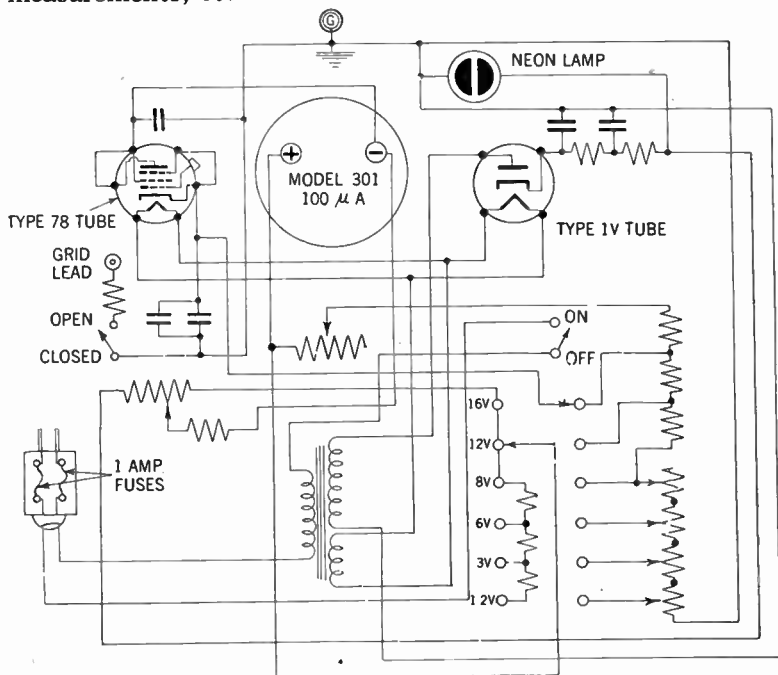 G
NEON LAMP
+
−
MODEL 301
100 μ A
TYPE 78 TUBE
TYPE 1V TUBE
GRID
LEAD
OPEN
CLOSED
ON
OFF
16V
12V
8V
6V
3V
1 2V
1 AMP
FUSES